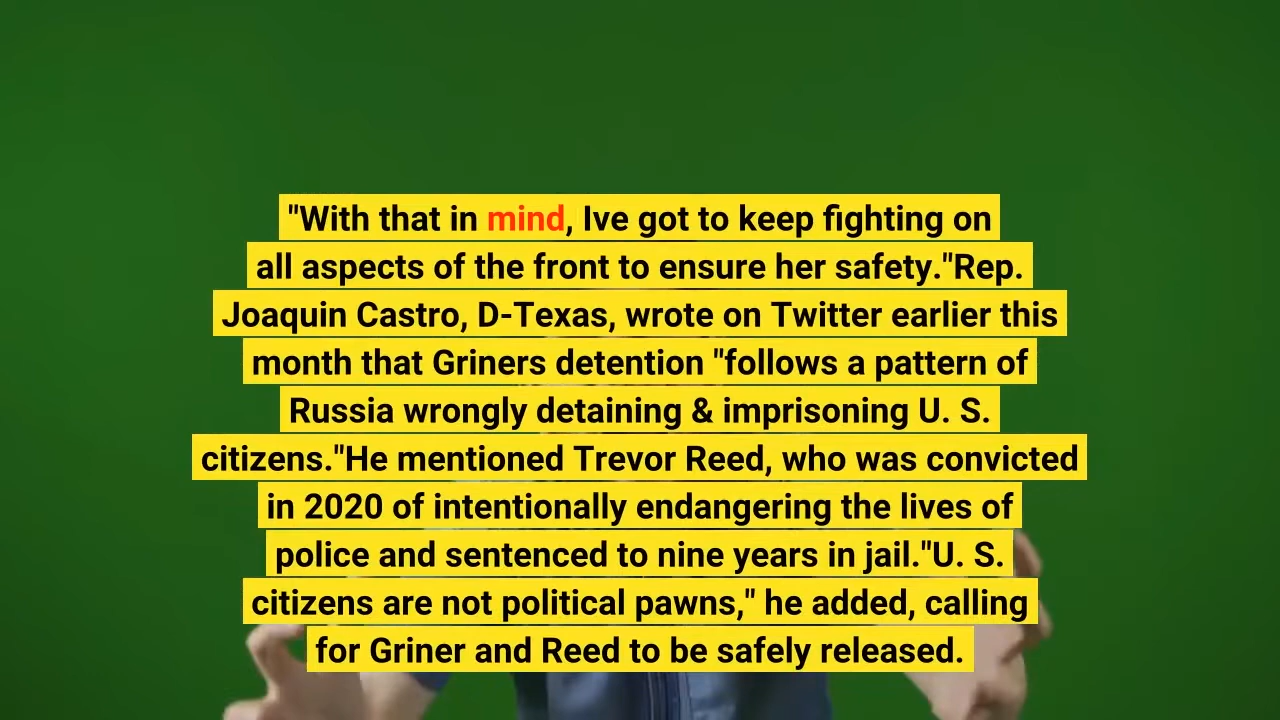 "With that in mind, Ive got to keep fighting on
all aspects of the front to ensure her safety."Rep.
Joaquin Castro, D-Texas, wrote on Twitter earlier this
month that Griners detention "follows a pattern of
Russia wrongly detaining & imprisoning U. S.
citizens."He mentioned Trevor Reed, who was convicted
in 2020 of intentionally endangering the lives of
police and sentenced to nine years in jail."U. S.
citizens are not political pawns," he added, calling
for Griner and Reed to be safely released.